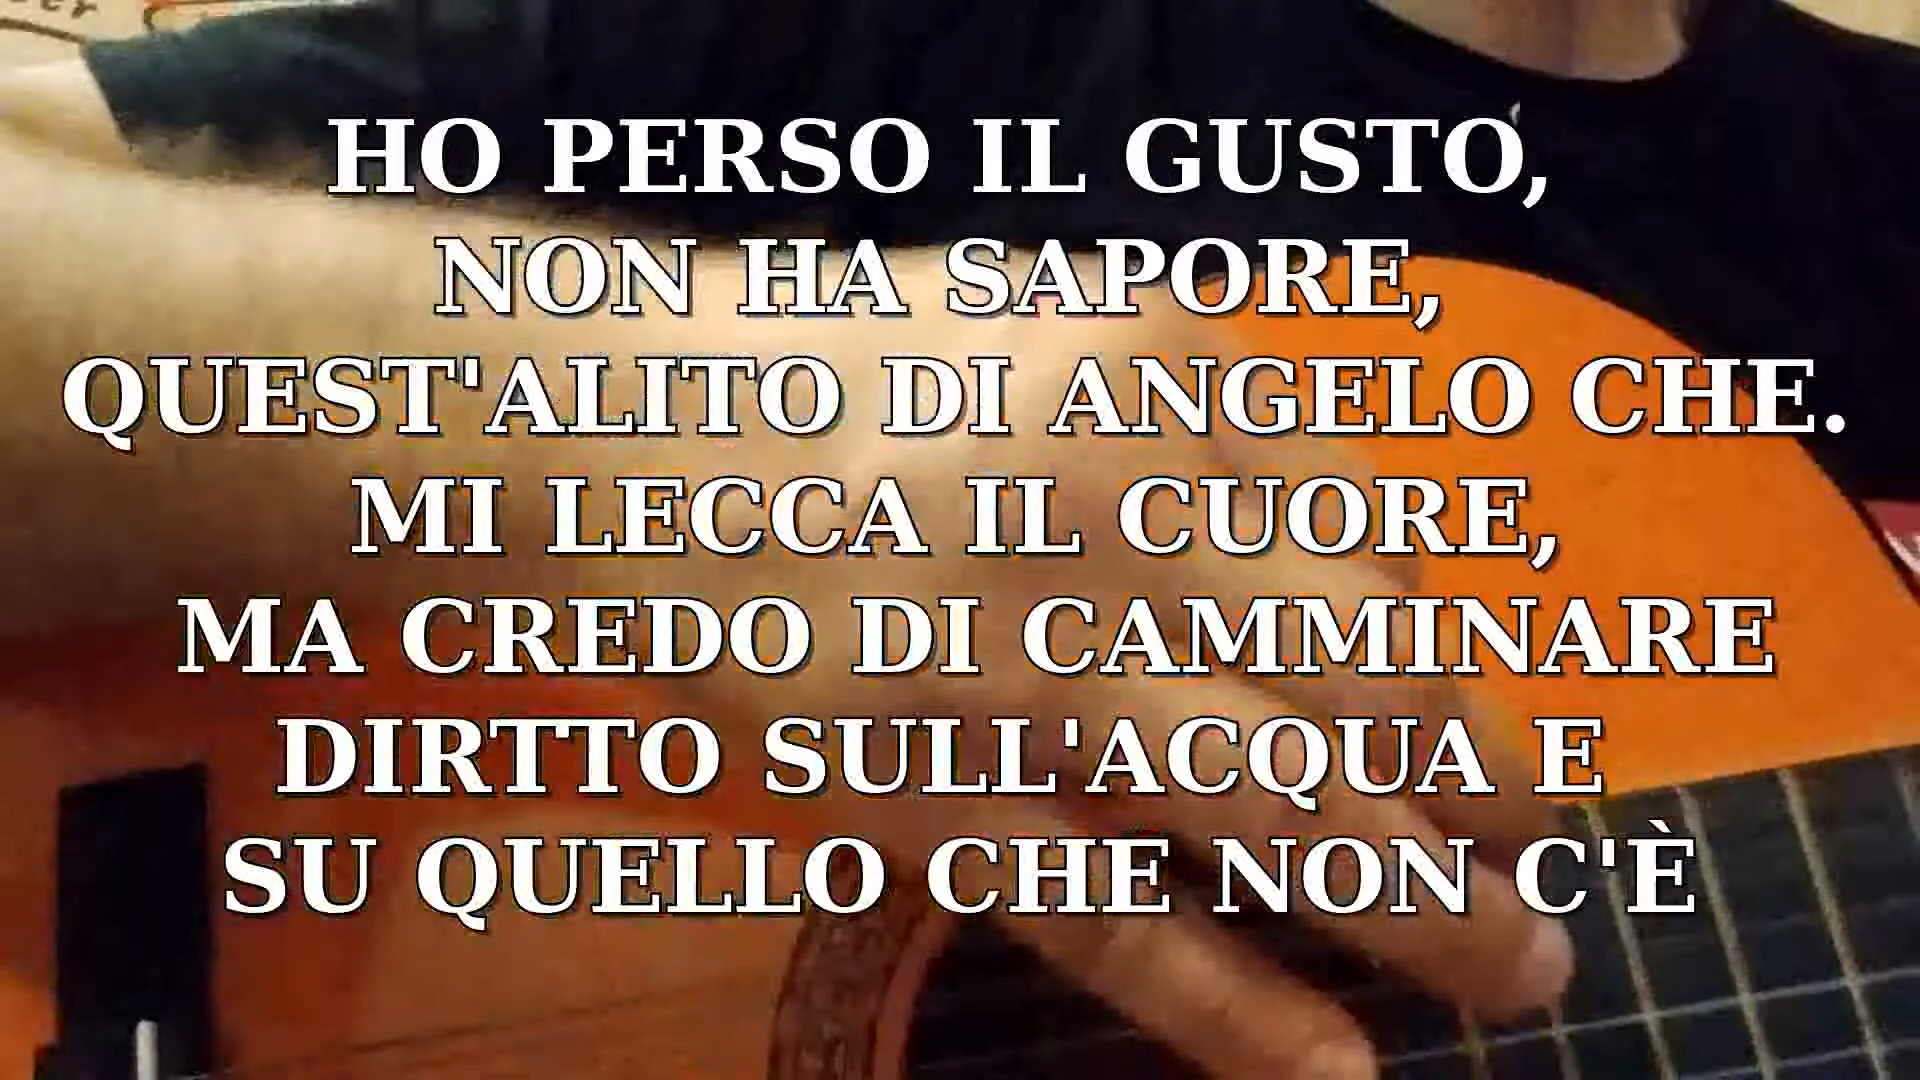 HO PERSO IL GUSTO,
NON HA SAPORE,
QUEST'ALITO DI ANGELO CHE.
MI LECCA IL CUORE,
MA CREDO DI CAMMINARE
DIRTTO SULL'ACQUA E
SU QUELLO CHE NON C'È